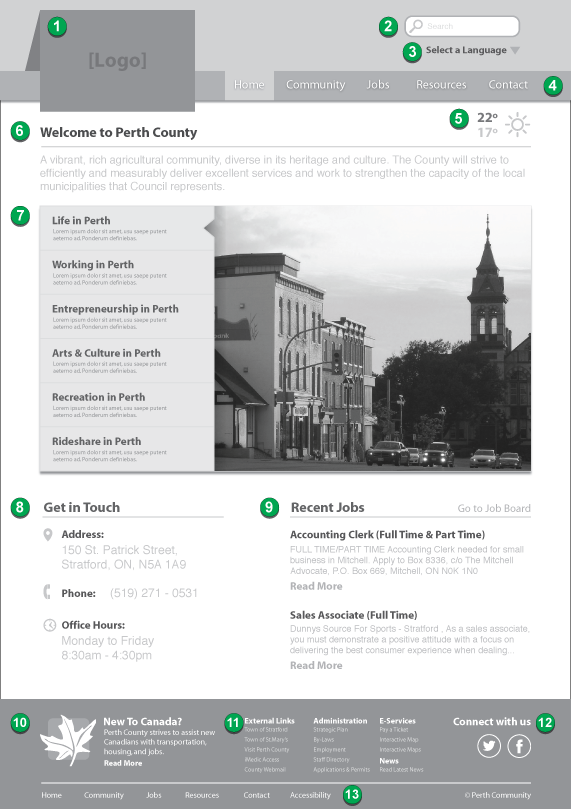 1
[Logo]
2
Search
3
Select a Language
Home
Community
Jobs
Resources
Contact
4
5
22º
17º
6
Welcome to Perth County
A vibrant, rich agricultural community, diverse in its heritage and culture. The County will strive to
efficiently and measurably deliver excellent services and work to strengthen the capacity of the local
municipalities that Council represents.
7
Life in Perth
Lorem ipsum dolor sit amet, usu saepe putent
aeterno ad. Ponderum definiebas.
Working in Perth
Lorem ipsum dolor sit amet, usu saepe putent
aeterno ad. Ponderum definiebas.
Entrepreneurship in Perth
Lorem ipsum dolor sit amet, usu saepe putent
aeterno ad. Ponderum definiebas.
Arts & Culture in Perth
Lorem ipsum dolor sit amet, usu saepe putent
aeterno ad. Ponderum definiebas.
Recreation in Perth
Lorem ipsum dolor sit amet, usu saepe putent
aeterno ad. Ponderum definiebas.
Rideshare in Perth
Lorem ipsum dolor sit amet, usu saepe putent
aeterno ad. Ponderum definiebas.
8
Get in Touch
Address:
150 St. Patrick Street,
Stratford, ON, N5A 1A9
Phone: (519) 271 - 0531
Office Hours:
Monday to Friday
8:30am - 4:30pm
9
Recent Jobs
Go to Job Board
Accounting Clerk (Full Time & Part Time)
FULL TIME/PART TIME Accounting Clerk needed for small
business in Mitchell. Apply to Box 8336, c/o The Mitchell
Advocate, P.O. Box 669, Mitchell, ON N0K 1N0
Read More
Sales Associate (Full Time)
Dunnys Source For Sports - Stratford , As a sales associate,
you must demonstrate a positive attitude with a focus on
delivering the best consumer experience when dealing...
Read More
10
New To Canada?
Perth County strives to assist new
Canadians with transportation,
housing, and jobs.
Read More
11
External Links
Town of Stratford
Town of St.Mary's
Visit Perth County
iMedic Access
County Webmail
Administration
Strategic Plan
By-Laws
Employment
Staff Directory
Applications & Permits
E-Services
Pay a Ticket
Interactive Map
Interactive Maps
News
Read Latest News
Connect with us
12
Home
Community
Jobs
Resources
Contact
Accessibility
13
© Perth Community